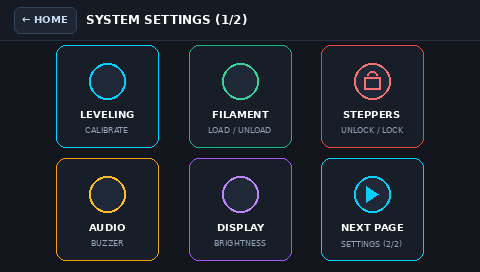 ← HOME
SYSTEM SETTINGS (1/2)
LEVELING
CALIBRATE
FILAMENT
LOAD / UNLOAD
STEPPERS
UNLOCK / LOCK
AUDIO
BUZZER
DISPLAY
BRIGHTNESS
NEXT PAGE
SETTINGS (2/2)